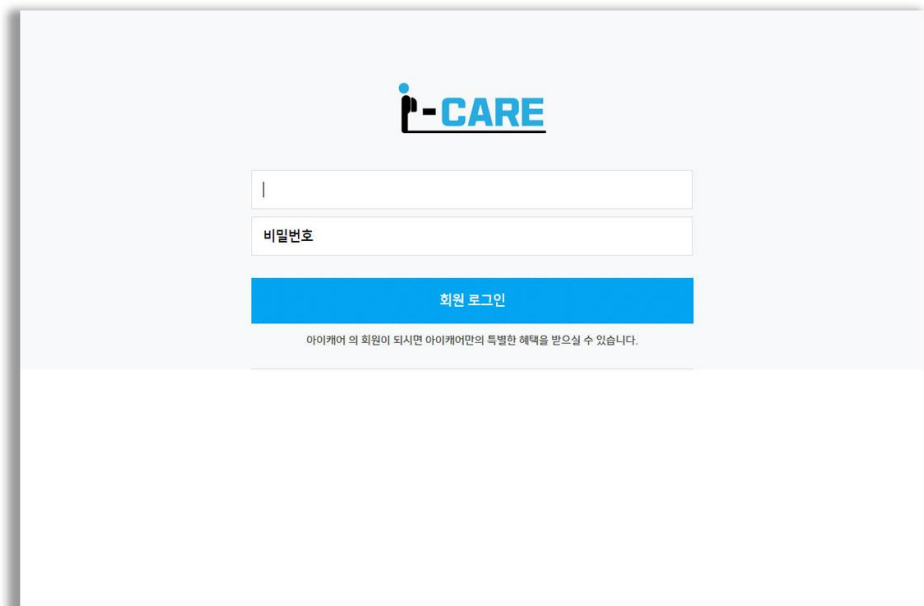 i-CARE
비밀번호
회원 로그인
아이캐어 의 회원이 되시면 아이캐어만의 특별한 혜택을 받으실 수 있습니다.